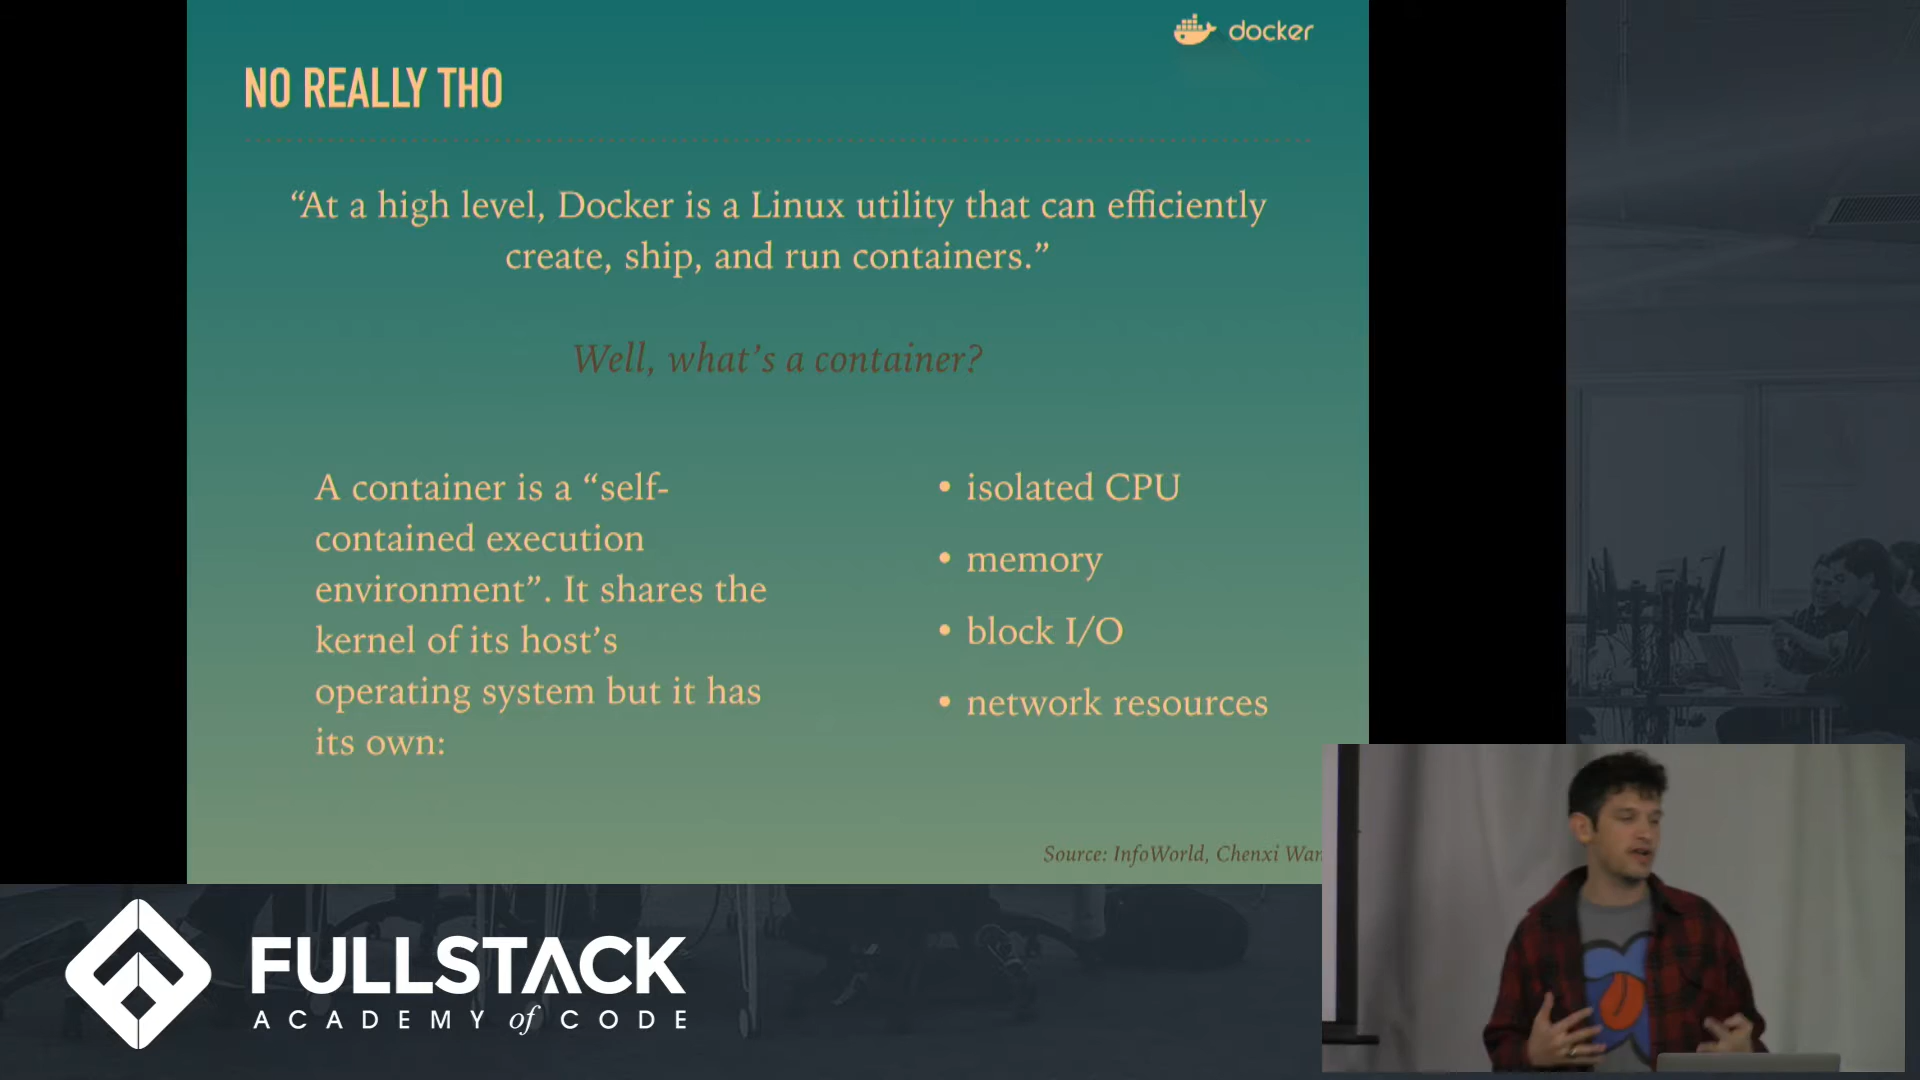 docker
NO REALLY THO
“At a high level, Docker is a Linux utility that can efficiently
create, ship, and run containers.”
Well, what’s a container?
A container is a “self-
contained execution
environment”. It shares the
kernel of its host’s
operating system but it has
its own:
• isolated CPU
• memory
• block I/O
• network resources
Source: InfoWorld, Chenxi
FULLSTACK
ACADEMY of CODE